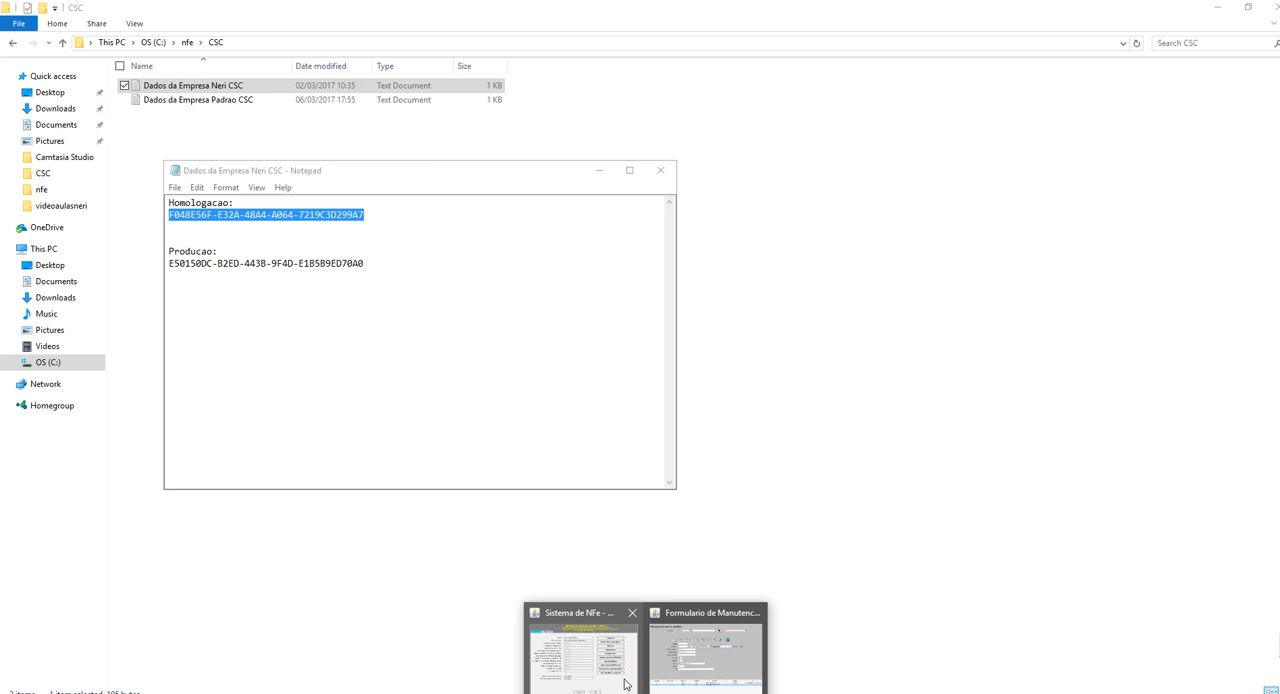 CSC
File Home Share View
This PC OS (C:) nfe CSC Search CSC
Name Date modified Type Size
Dados da Empresa Neri CSC 02/03/2017 10:35 Text Document 1 KB
Dados da Empresa Padrao CSC 06/03/2017 17:55 Text Document 1 KB
Quick access
Desktop
Downloads
Documents
Pictures
Camtasia Studio
CSC
nfe
videoaulasneri
OneDrive
This PC
Desktop
Documents
Downloads
Music
Pictures
Videos
OS (C:)
Network
Homegroup
Dados da Empresa Neri CSC - Notepad
File Edit Format View Help
Homologacao:
F048E56F-E32A-48A4-A064-7219C3D299A7
Producao:
E50150DC-B2ED-443B-9F4D-E1B5B9ED70A0
Sistema de NFe - ... Formulario de Manutenc...